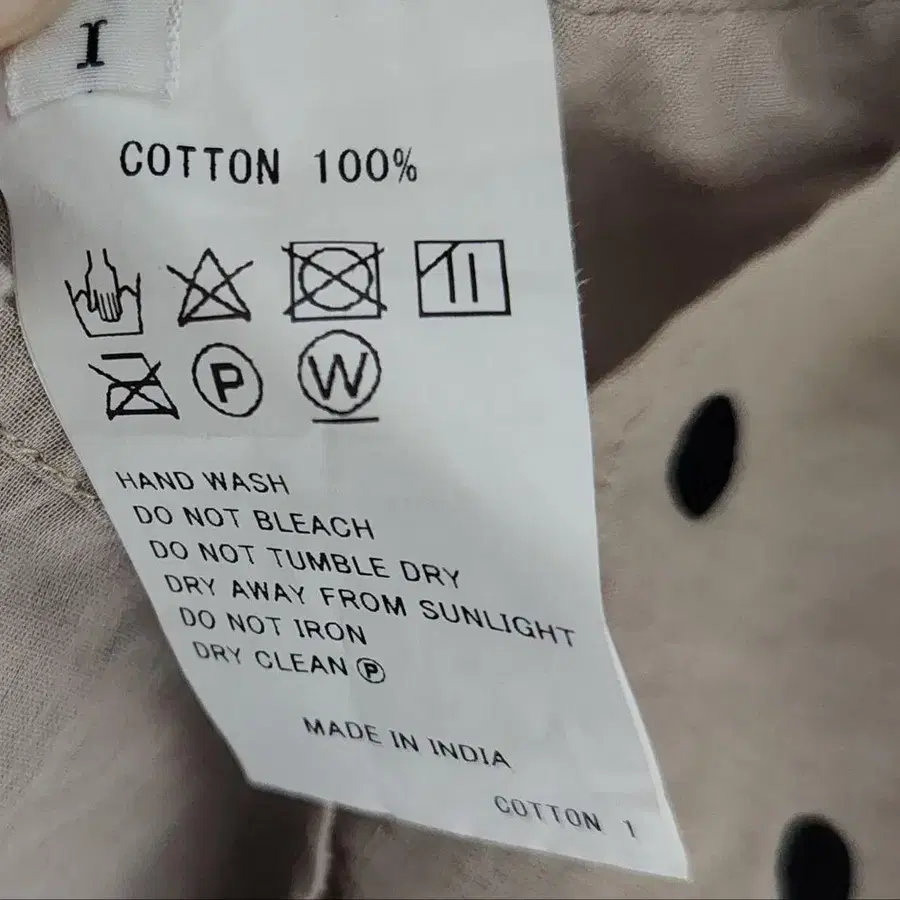 I
COTTON 100%
P
W
HAND WASH
DO NOT BLEACH
DO NOT TUMBLE DRY
DRY AWAY FROM SUNLIGHT
DO NOT IRON
DRY CLEAN Ⓟ
MADE IN INDIA
COTTON 1